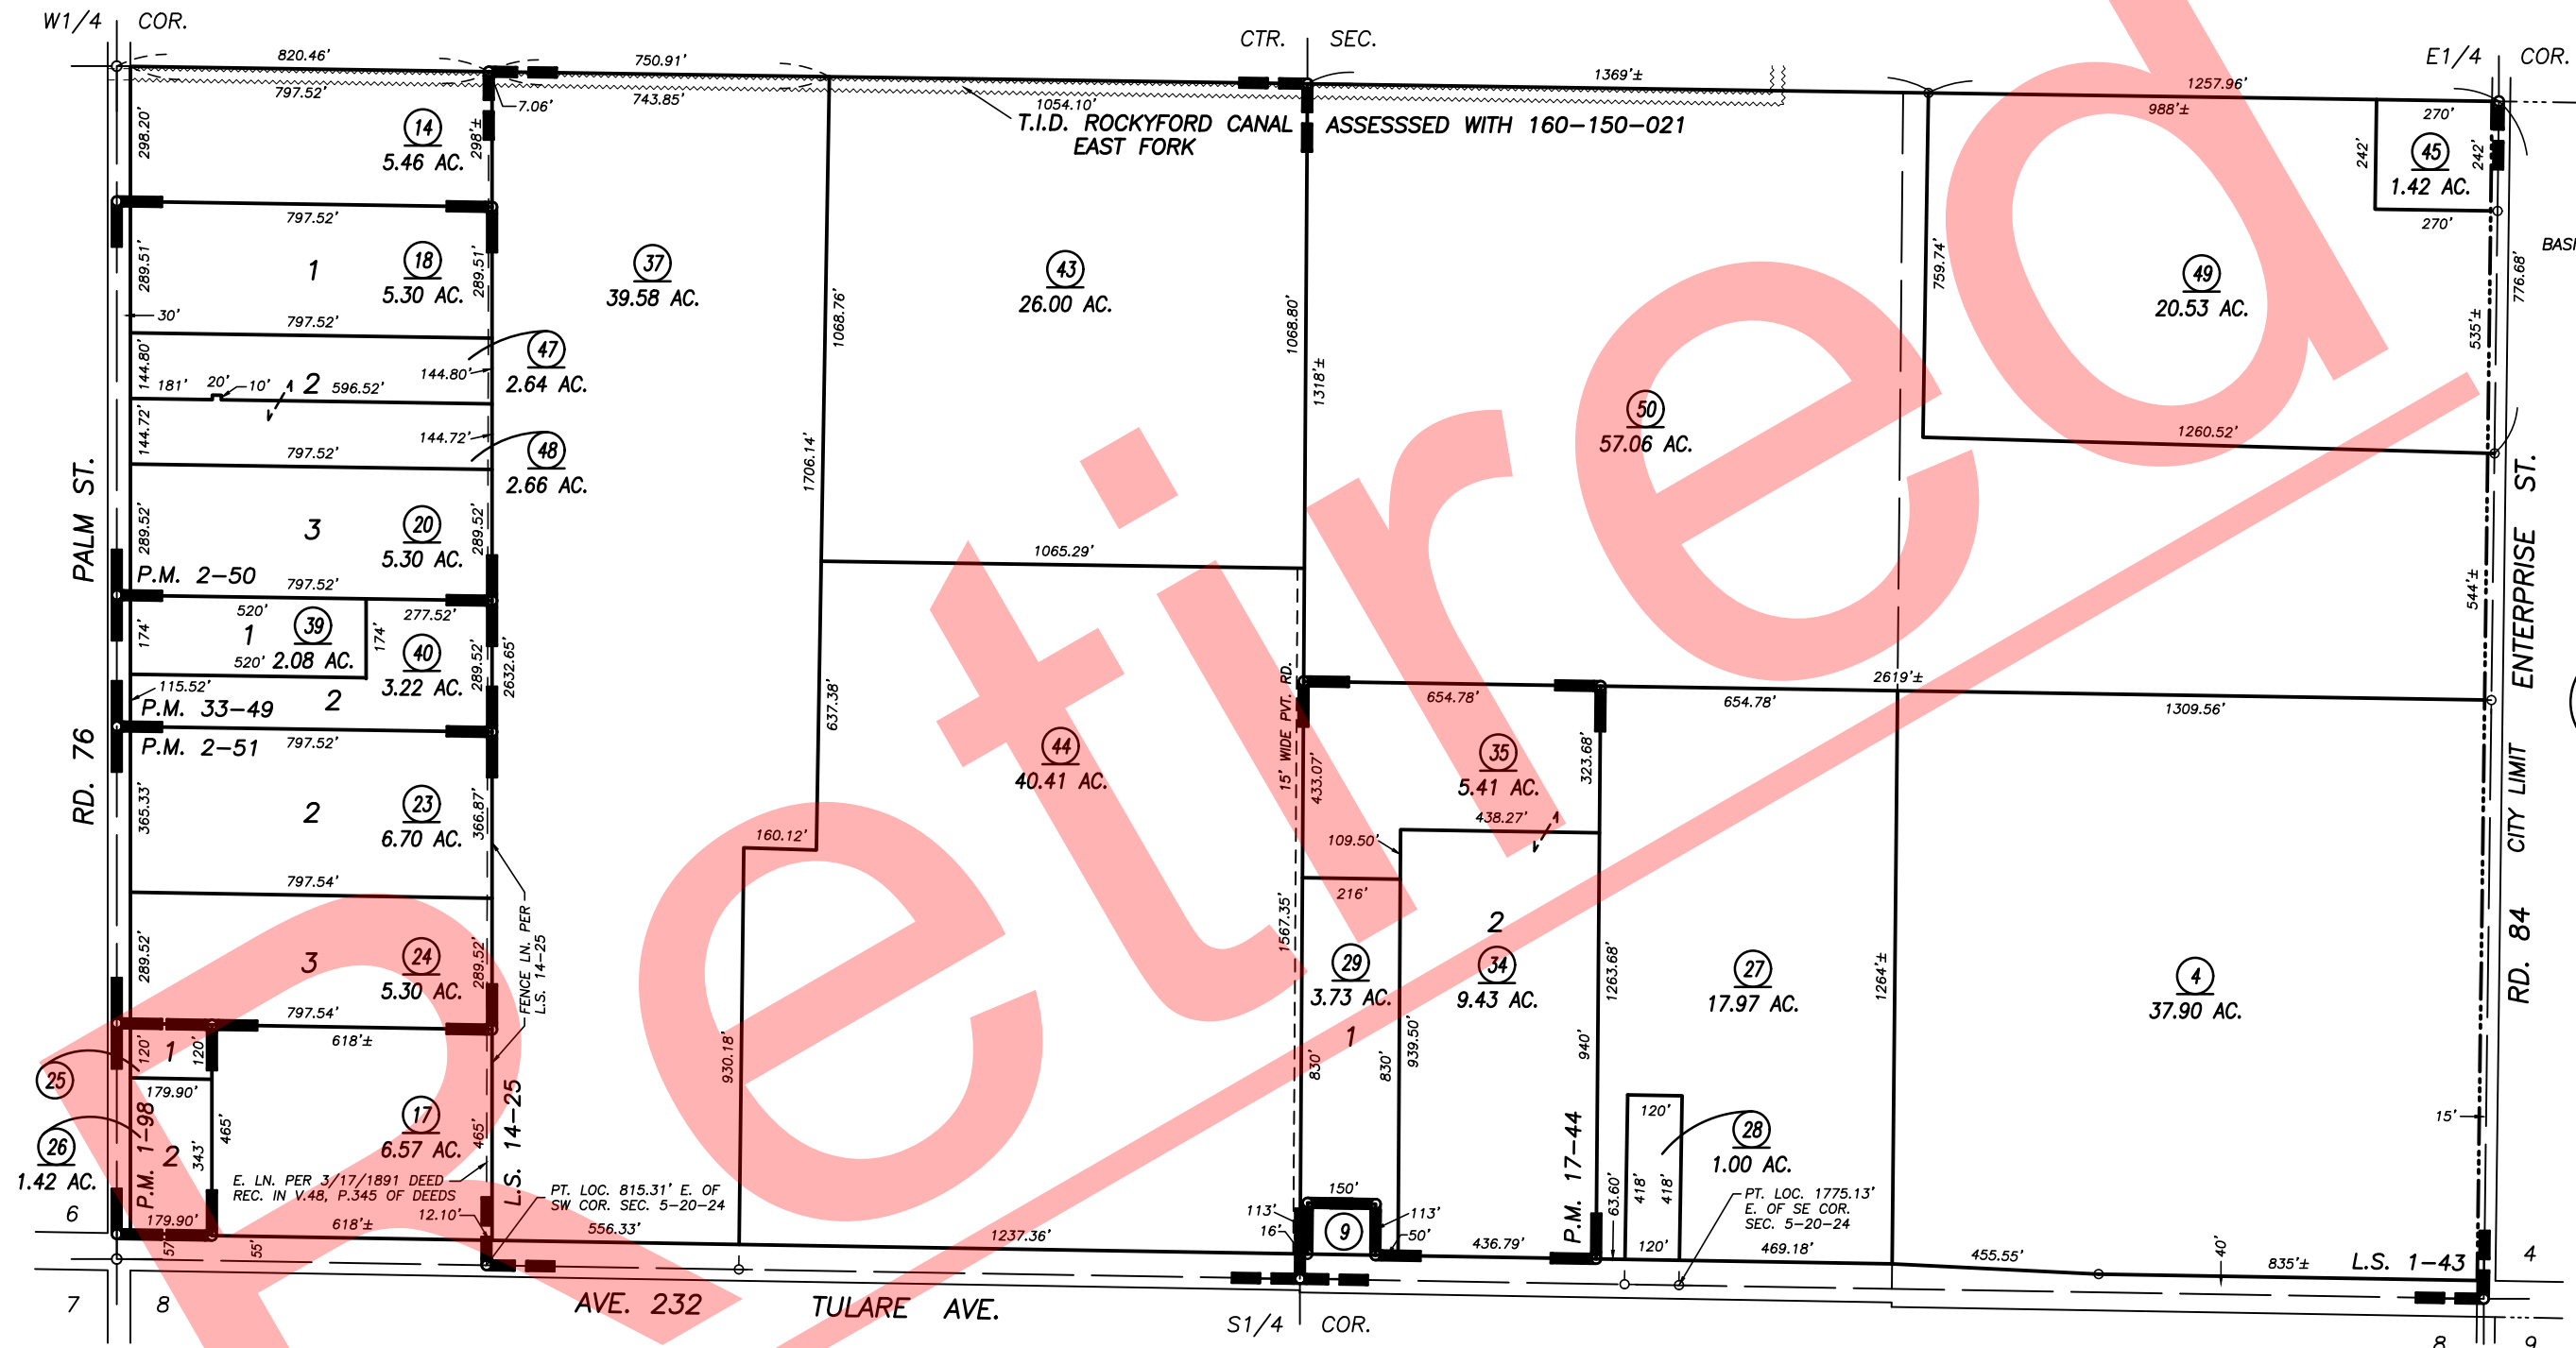 W1/4 COR.
CTR. SEC.
E1/4 COR.
820.46'
750.91'
1369'±
1257.96'
797.52'
7.06'
743.85'
1054.10'
988'±
270'
T.I.D. ROCKYFORD CANAL ASSESSSED WITH 160-150-021
EAST FORK
298.20'
14
5.46 AC.
298'±
242'
45
1.42 AC.
242'
270'
797.52'
289.51'
1
18
5.30 AC.
289.51'
37
39.58 AC.
43
26.00 AC.
1068.76'
1068.80'
1318'±
759.74'
49
20.53 AC.
776.68'
535'±
30'
797.52'
144.80'
47
2.64 AC.
144.80'
181'
20'
10'
2
596.52'
144.72'
144.72'
48
2.66 AC.
797.52'
50
57.06 AC.
1260.52'
1706.14'
PALM ST.
RD. 76
289.52'
3
20
5.30 AC.
289.52'
P.M. 2-50
797.52'
1065.29'
ENTERPRISE ST.
544'±
520'
277.52'
174'
1
39
2.08 AC.
520'
174'
40
3.22 AC.
289.52'
2632.65'
115.52'
P.M. 33-49
2
P.M. 2-51
797.52'
637.38'
15' WIDE PVT. RD.
654.78'
654.78'
2619'±
1309.56'
44
40.41 AC.
433.07'
35
5.41 AC.
323.68'
365.33'
2
23
6.70 AC.
366.87'
160.12'
438.27'
109.50'
CITY LIMIT
797.54'
216'
FENCE LN. PER
L.S. 14-25
289.52'
3
24
5.30 AC.
289.52'
1567.35'
29
3.73 AC.
1
2
34
9.43 AC.
1263.68'
27
17.97 AC.
1264'±
4
37.90 AC.
RD. 84
797.54'
618'±
120'
1
120'
25
179.90'
930.18'
830'
830'
939.50'
940'
P.M. 1-98
2
343'
465'
17
6.57 AC.
465'
L.S. 14-25
26
1.42 AC.
E. LN. PER 3/17/1891 DEED
REC. IN V.48, P.345 OF DEEDS
PT. LOC. 815.31' E. OF
SW COR. SEC. 5-20-24
P.M. 17-44
120'
28
1.00 AC.
418'
418'
63.60'
PT. LOC. 1775.13'
E. OF SE COR.
SEC. 5-20-24
15'
6
179.90'
618'±
12.10'
556.33'
1237.36'
150'
113'
113'
16'
9
50'
436.79'
120'
469.18'
455.55'
40'
835'±
L.S. 1-43
4
57'
55'
7
8
AVE. 232 TULARE AVE.
S1/4 COR.
8
9
Retired